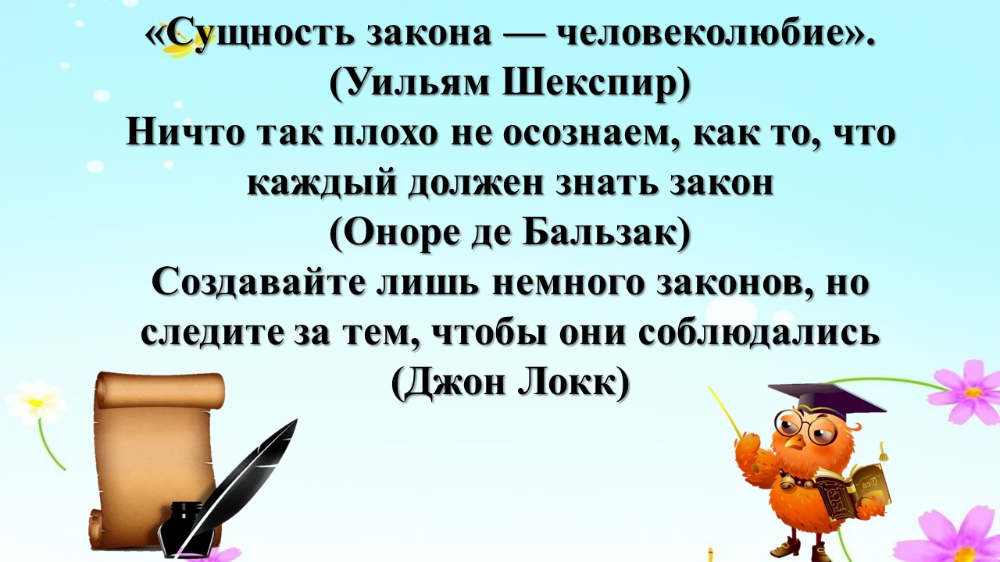 «Сущность закона — человеколюбие».
(Уильям Шекспир)
Ничто так плохо не осознаем, как то, что
каждый должен знать закон
(Оноре де Бальзак)
Создавайте лишь немного законов, но
следите за тем, чтобы они соблюдались
(Джон Локк)